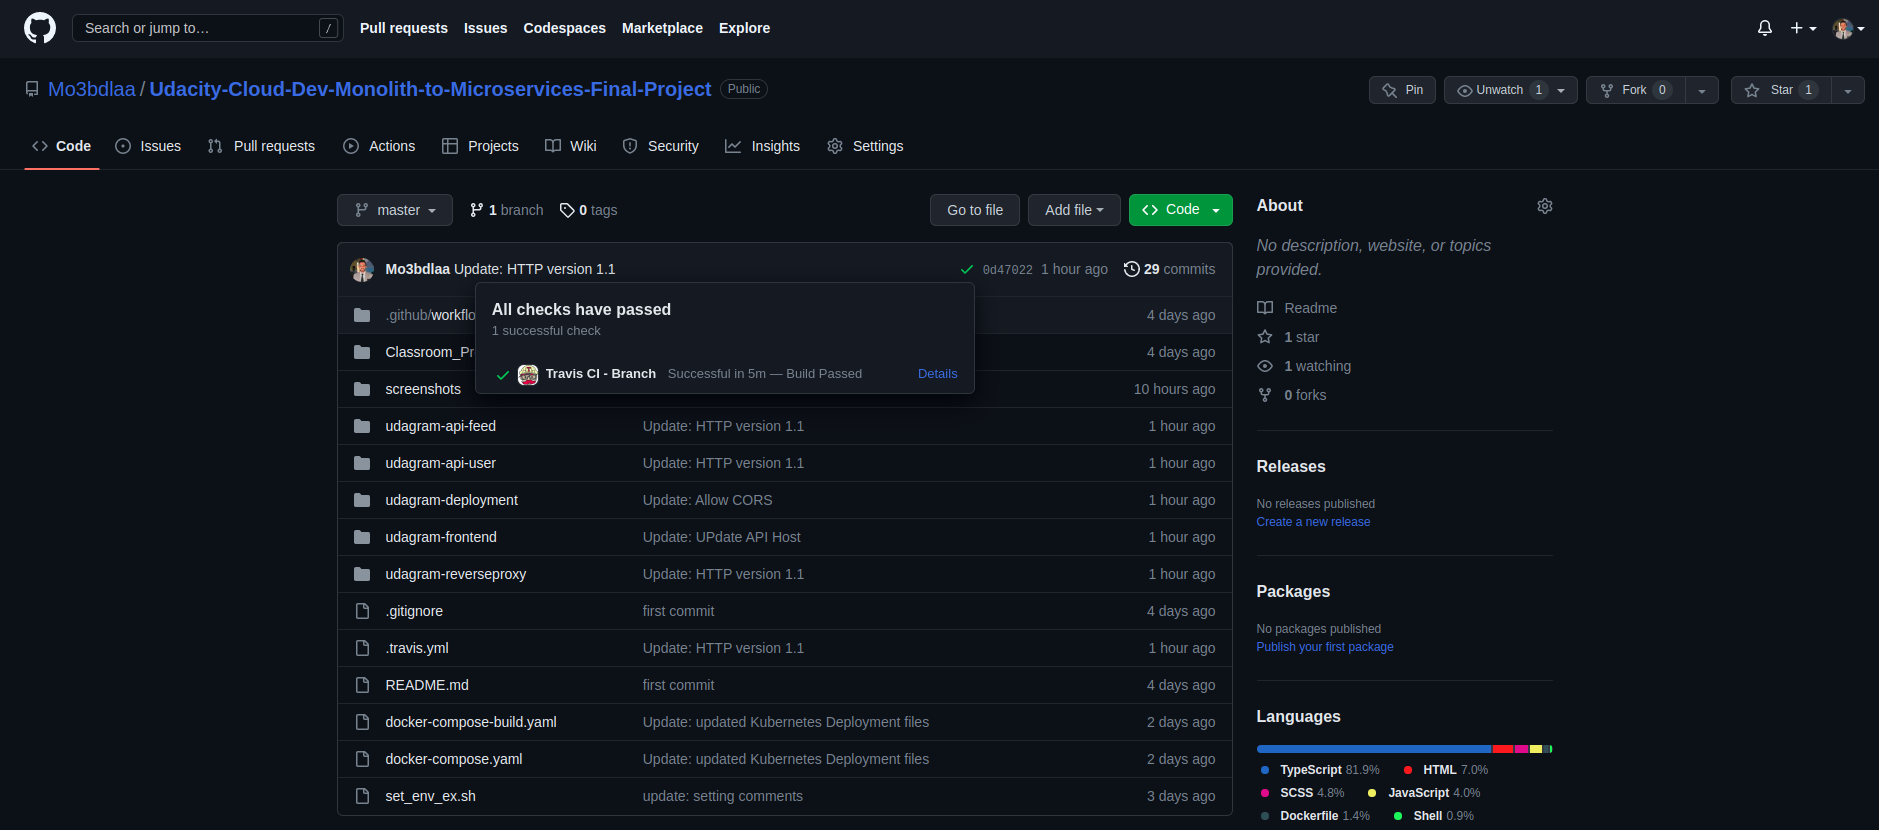 Search or jump to… /
Pull requests Issues Codespaces Marketplace Explore
Mo3bdlaa / Udacity-Cloud-Dev-Monolith-to-Microservices-Final-Project Public
Pin Unwatch 1 Fork 0 Star 1
Code Issues Pull requests Actions Projects Wiki Security Insights Settings
master 1 branch 0 tags Go to file Add file Code
Mo3bdlaa Update: HTTP version 1.1 0d47022 1 hour ago 29 commits
All checks have passed
1 successful check
Travis CI - Branch Successful in 5m — Build Passed Details
.github/workflo 4 days ago
Classroom_Pr 4 days ago
screenshots 10 hours ago
udagram-api-feed Update: HTTP version 1.1 1 hour ago
udagram-api-user Update: HTTP version 1.1 1 hour ago
udagram-deployment Update: Allow CORS 1 hour ago
udagram-frontend Update: UPdate API Host 1 hour ago
udagram-reverseproxy Update: HTTP version 1.1 1 hour ago
.gitignore first commit 4 days ago
.travis.yml Update: HTTP version 1.1 1 hour ago
README.md first commit 4 days ago
docker-compose-build.yaml Update: updated Kubernetes Deployment files 2 days ago
docker-compose.yaml Update: updated Kubernetes Deployment files 2 days ago
set_env_ex.sh update: setting comments 3 days ago
About
No description, website, or topics
provided.
Readme
1 star
1 watching
0 forks
Releases
No releases published
Create a new release
Packages
No packages published
Publish your first package
Languages
TypeScript 81.9% HTML 7.0%
SCSS 4.8% JavaScript 4.0%
Dockerfile 1.4% Shell 0.9%